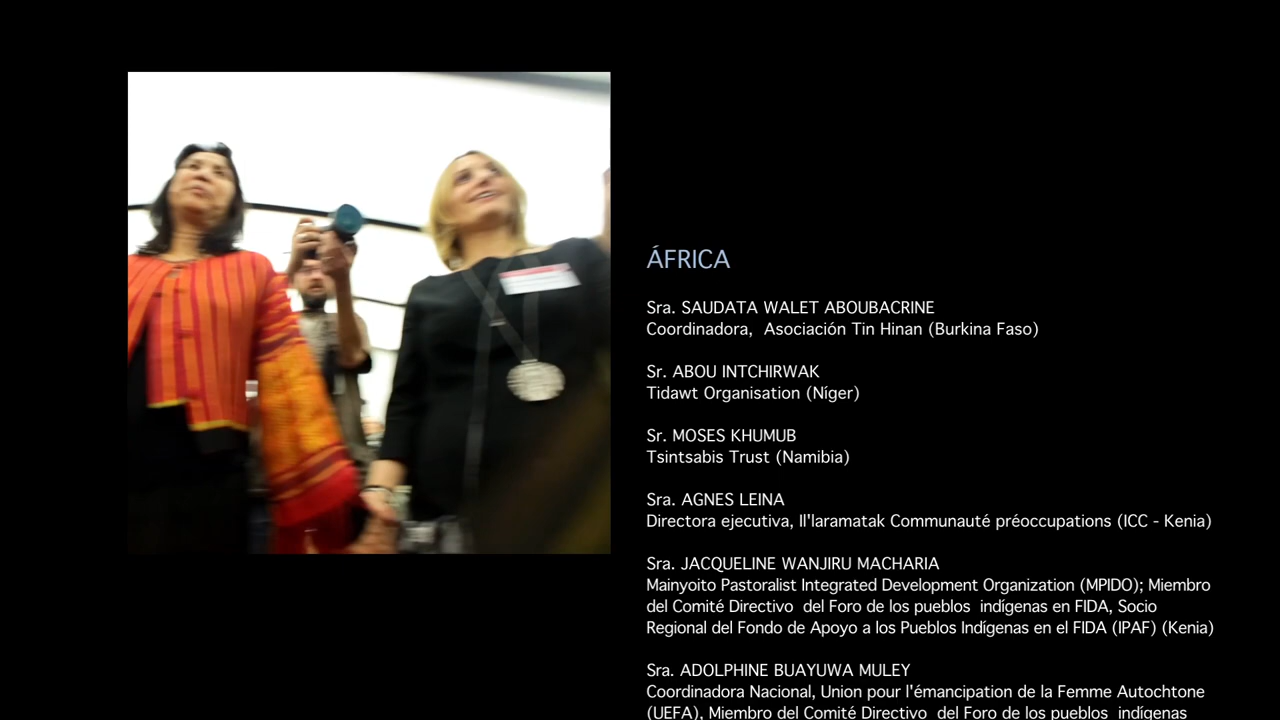 ÁFRICA
Sra. SAUDATA WALET ABOUBACRINE
Coordinadora, Asociación Tin Hinan (Burkina Faso)
Sr. ABOU INTCHIRWAK
Tidawt Organisation (Níger)
Sr. MOSES KHUMUB
Tsintsabis Trust (Namibia)
Sra. AGNES LEINA
Directora ejecutiva, Il'laramatak Communauté préoccupations (ICC - Kenia)
Sra. JACQUELINE WANJIRU MACHARIA
Mainyoito Pastoralist Integrated Development Organization (MPIDO); Miembro
del Comité Directivo del Foro de los pueblos indígenas en FIDA, Socio
Regional del Fondo de Apoyo a los Pueblos Indígenas en el FIDA (IPAF) (Kenia)
Sra. ADOLPHINE BUAYUWA MULEY
Coordinadora Nacional, Union pour l'émancipation de la Femme Autochtone
(UEFA), Miembro del Comité Directivo del Foro de los pueblos indígenas